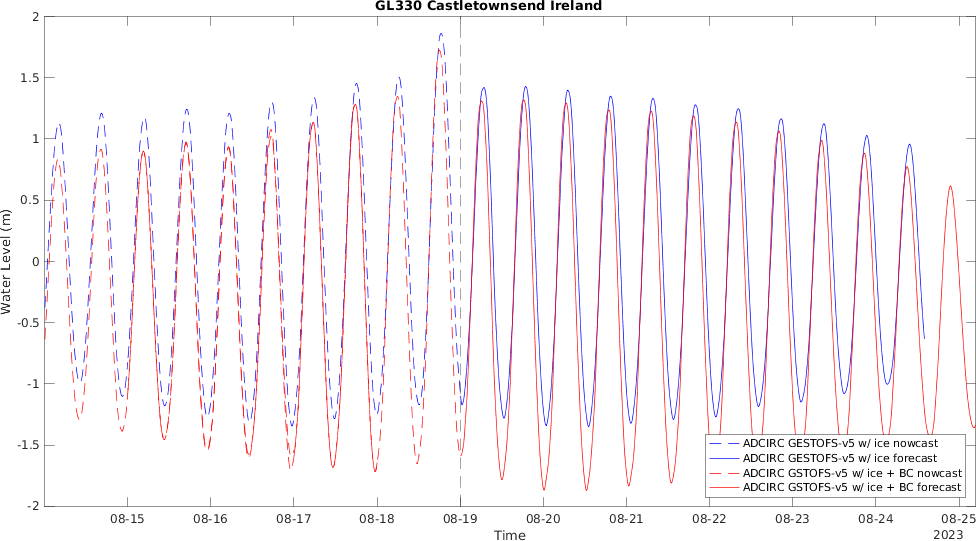 GL330 Castletownsend Ireland
2
1.5
1
0.5
0
-0.5
-1
-1.5
-2
Water Level (m)
ADCIRC GESTOFS-v5 w/ ice nowcast
ADCIRC GESTOFS-v5 w/ ice forecast
ADCIRC GSTOFS-v5 w/ ice + BC nowcast
ADCIRC GSTOFS-v5 w/ ice + BC forecast
08-15 08-16 08-17 08-18 08-19 08-20 08-21 08-22 08-23 08-24 08-25
Time
2023